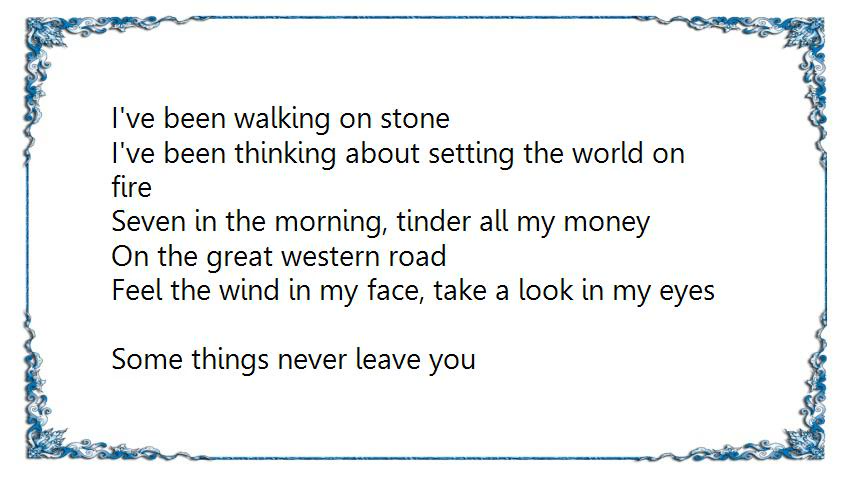 I've been walking on stone
I've been thinking about setting the world on
fire
Seven in the morning, tinder all my money
On the great western road
Feel the wind in my face, take a look in my eyes
Some things never leave you